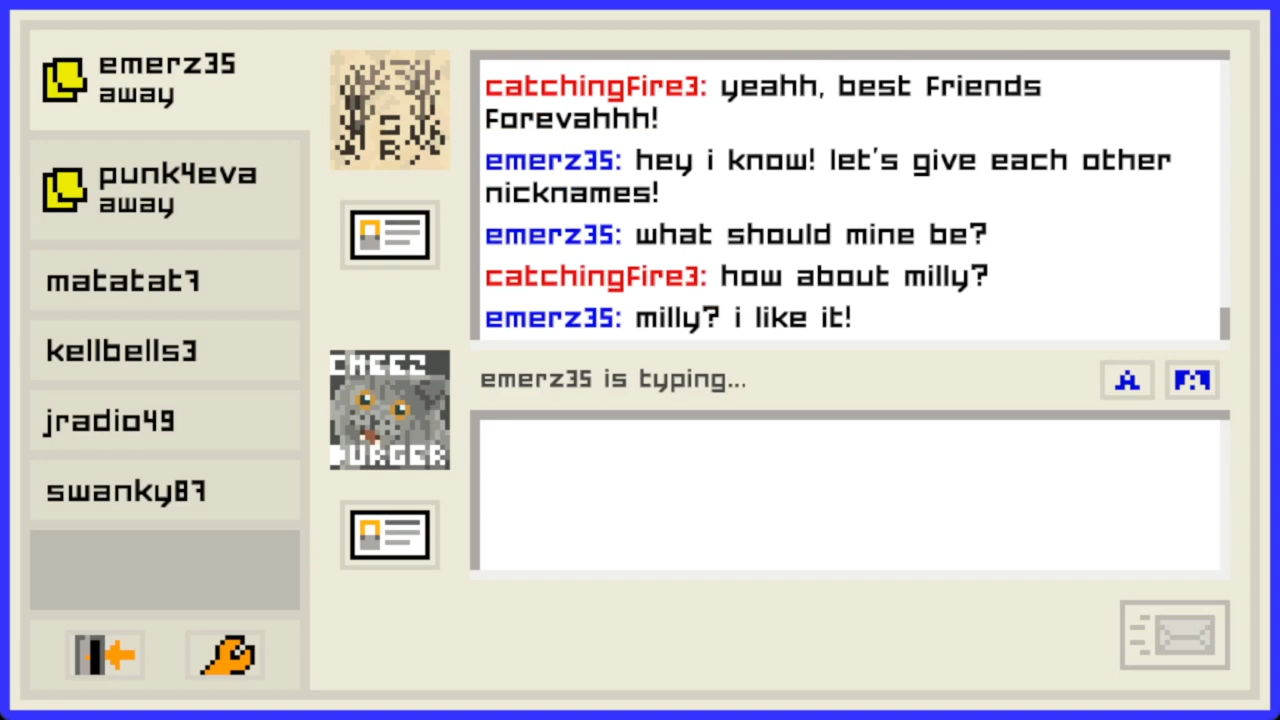 emerz35
away
punk4eva
away
matatat7
kellbells3
jradio49
swanky87
SR
catchingfire3: yeahh, best friends
forevahhh!
emerz35: hey i know! let's give each other
nicknames!
emerz35: what should mine be?
catchingfire3: how about milly?
emerz35: milly? i like it!
CHEEZ
BURGER
emerz35 is typing...
A